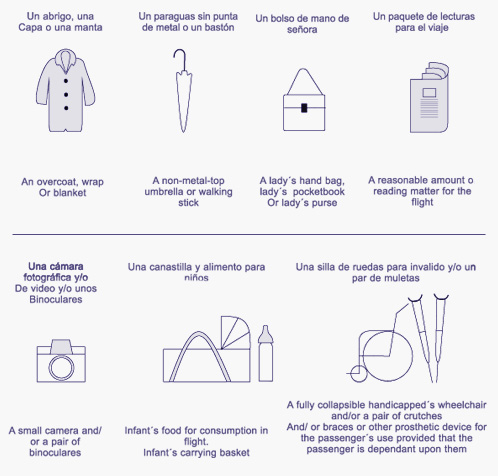 Un abrigo, una
Capa o una manta
Un paraguas sin punta
de metal o un bastón
Un bolso de mano de
señora
Un paquete de lecturas
para el viaje
An overcoat, wrap
Or blanket
A non-metal-top
umbrella or walking
stick
A lady´s hand bag,
lady´s pocketbook
Or lady´s purse
A reasonable amount o
reading matter for the
flight
Una cámara
fotográfica y/o
De video y/o unos
Binoculares
Una canastilla y alimento para
niños
Una silla de ruedas para invalido y/o un
par de muletas
A small camera and/
or a pair of
binoculares
Infant´s food for consumption in
flight.
Infant´s carrying basket
A fully collapsible handicapped´s wheelchair
and/or a pair of crutches
And/ or braces or other prosthetic device for
the passenger´s use provided that the
passenger is dependant upon them